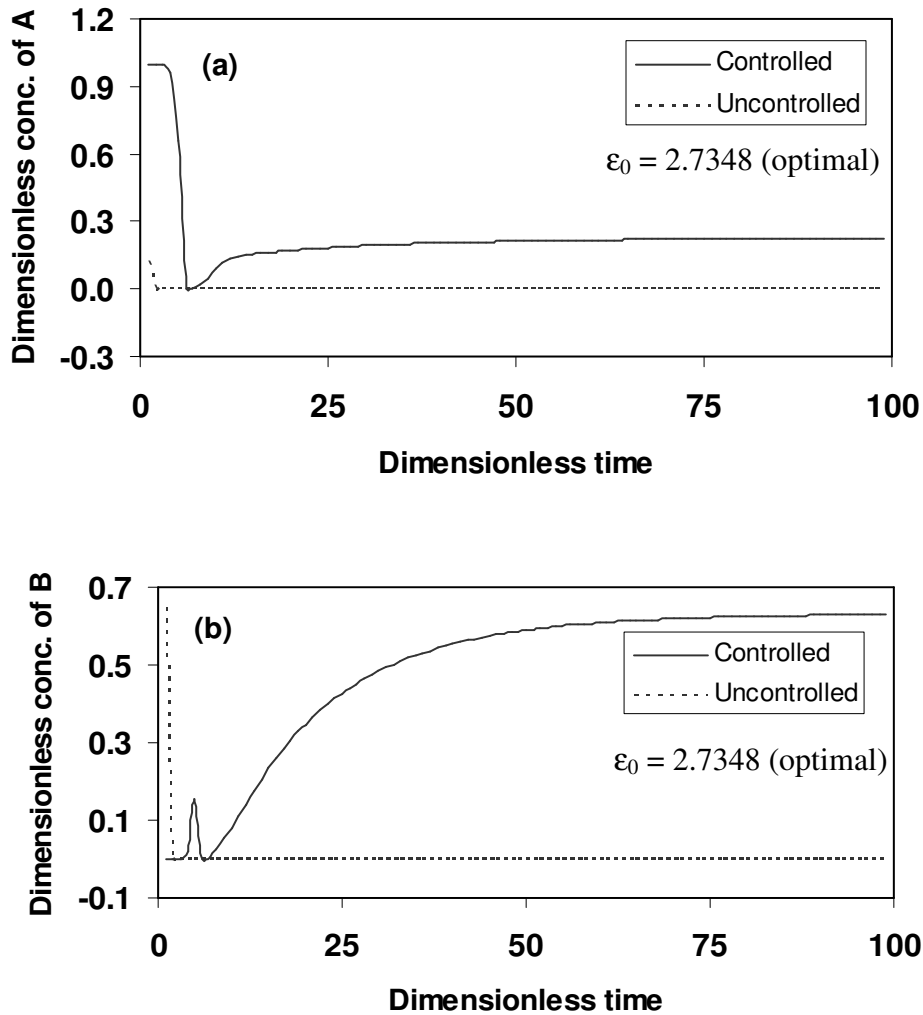 1.2
(a)
Controlled
0.9
Uncontrolled
ε0 = 2.7348 (optimal)
0.6
0.3
0.0
-0.3
Dimensionless conc. of A
0 25 50 75 100
Dimensionless time
0.7
(b)
Controlled
0.5
Uncontrolled
0.3
ε0 = 2.7348 (optimal)
0.1
-0.1
Dimensionless conc. of B
0 25 50 75 100
Dimensionless time